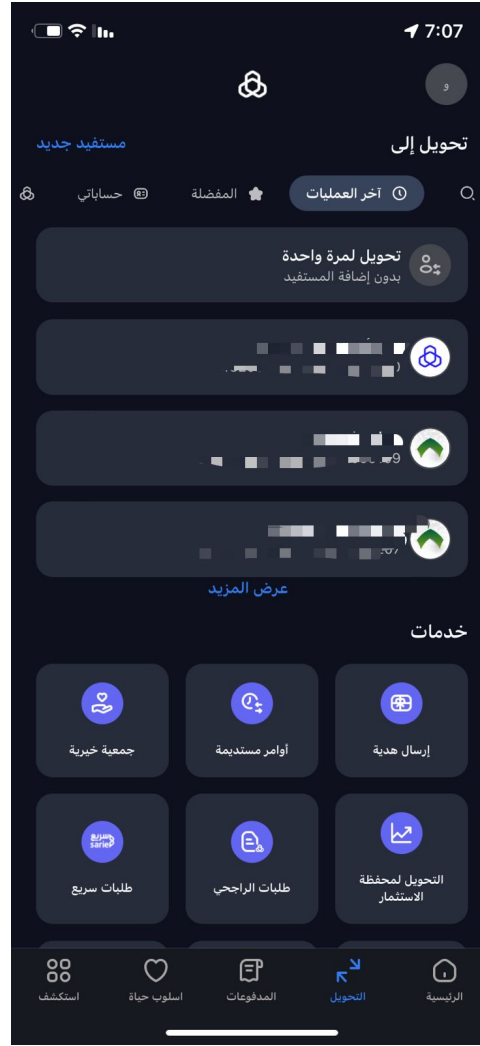 7:07
و
تحويل إلى
مستفيد جديد
آخر العمليات
المفضلة
حساباتي
تحويل لمرة واحدة
بدون إضافة المستفيد
عرض المزيد
خدمات
إرسال هدية
أوامر مستديمة
جمعية خيرية
التحويل لمحفظة
الاستثمار
طلبات الراجحي
سريع
sarie
طلبات سريع
الرئيسية
التحويل
المدفوعات
اسلوب حياة
استكشف